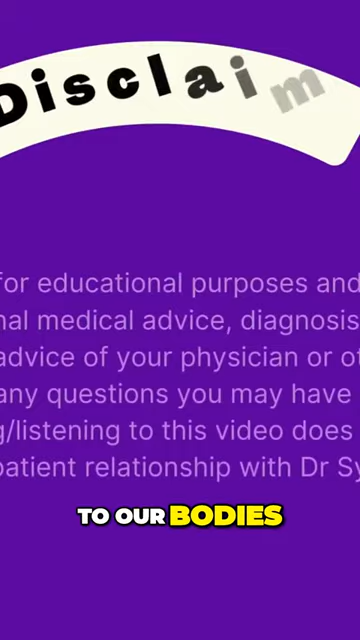 Disclaim
for educational purposes and
nal medical advice, diagnosis
advice of your physician or ot
any questions you may have
g/listening to this video does
patient relationship with Dr Sy
TO OUR BODIES